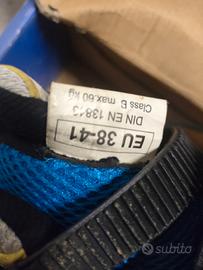 DIN EN 13843
Class B max.60 kg
EU 38-41
subito